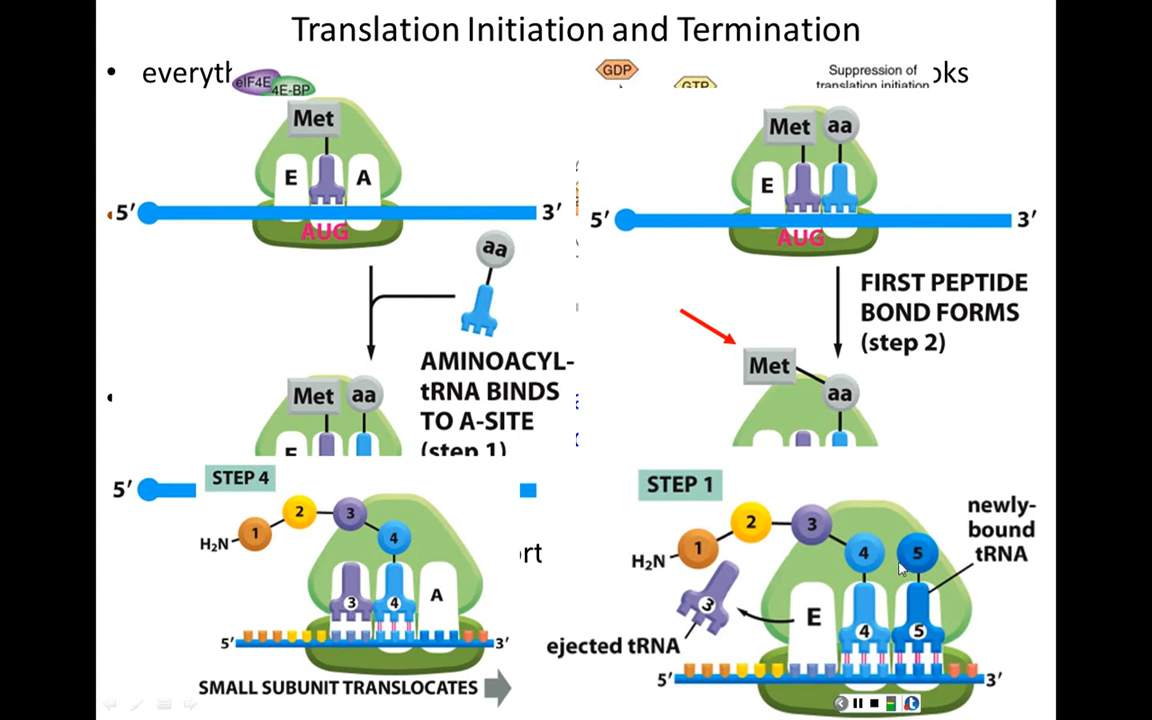 Translation Initiation and Termination
• everyth
oks
eIF4E
4E-BP
GDP
GTP
Suppression of
translation initiation
Met
E
A
5′
3′
AUG
aa
AMINOACYL-
tRNA BINDS
TO A-SITE
(step 1)
Met
aa
E
5′
Met
aa
E
5′
3′
AUG
FIRST PEPTIDE
BOND FORMS
(step 2)
Met
aa
•
rt
STEP 4
H₂N
1
2
3
4
3
4
A
5′
3′
SMALL SUBUNIT TRANSLOCATES
STEP 1
newly-
bound
tRNA
H₂N
1
2
3
4
5
3
E
4
5
ejected tRNA
5′
3′